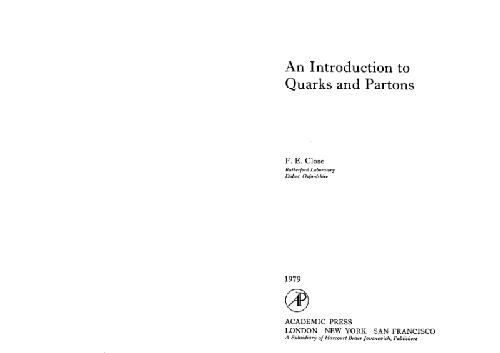 An Introduction to
Quarks and Partons
F. E. Close
Rutherford Laboratory
Didcot Oxfordshire
1979
AP
ACADEMIC PRESS
LONDON NEW YORK SAN FRANCISCO
A Subsidiary of Harcourt Brace Jovanovich, Publishers